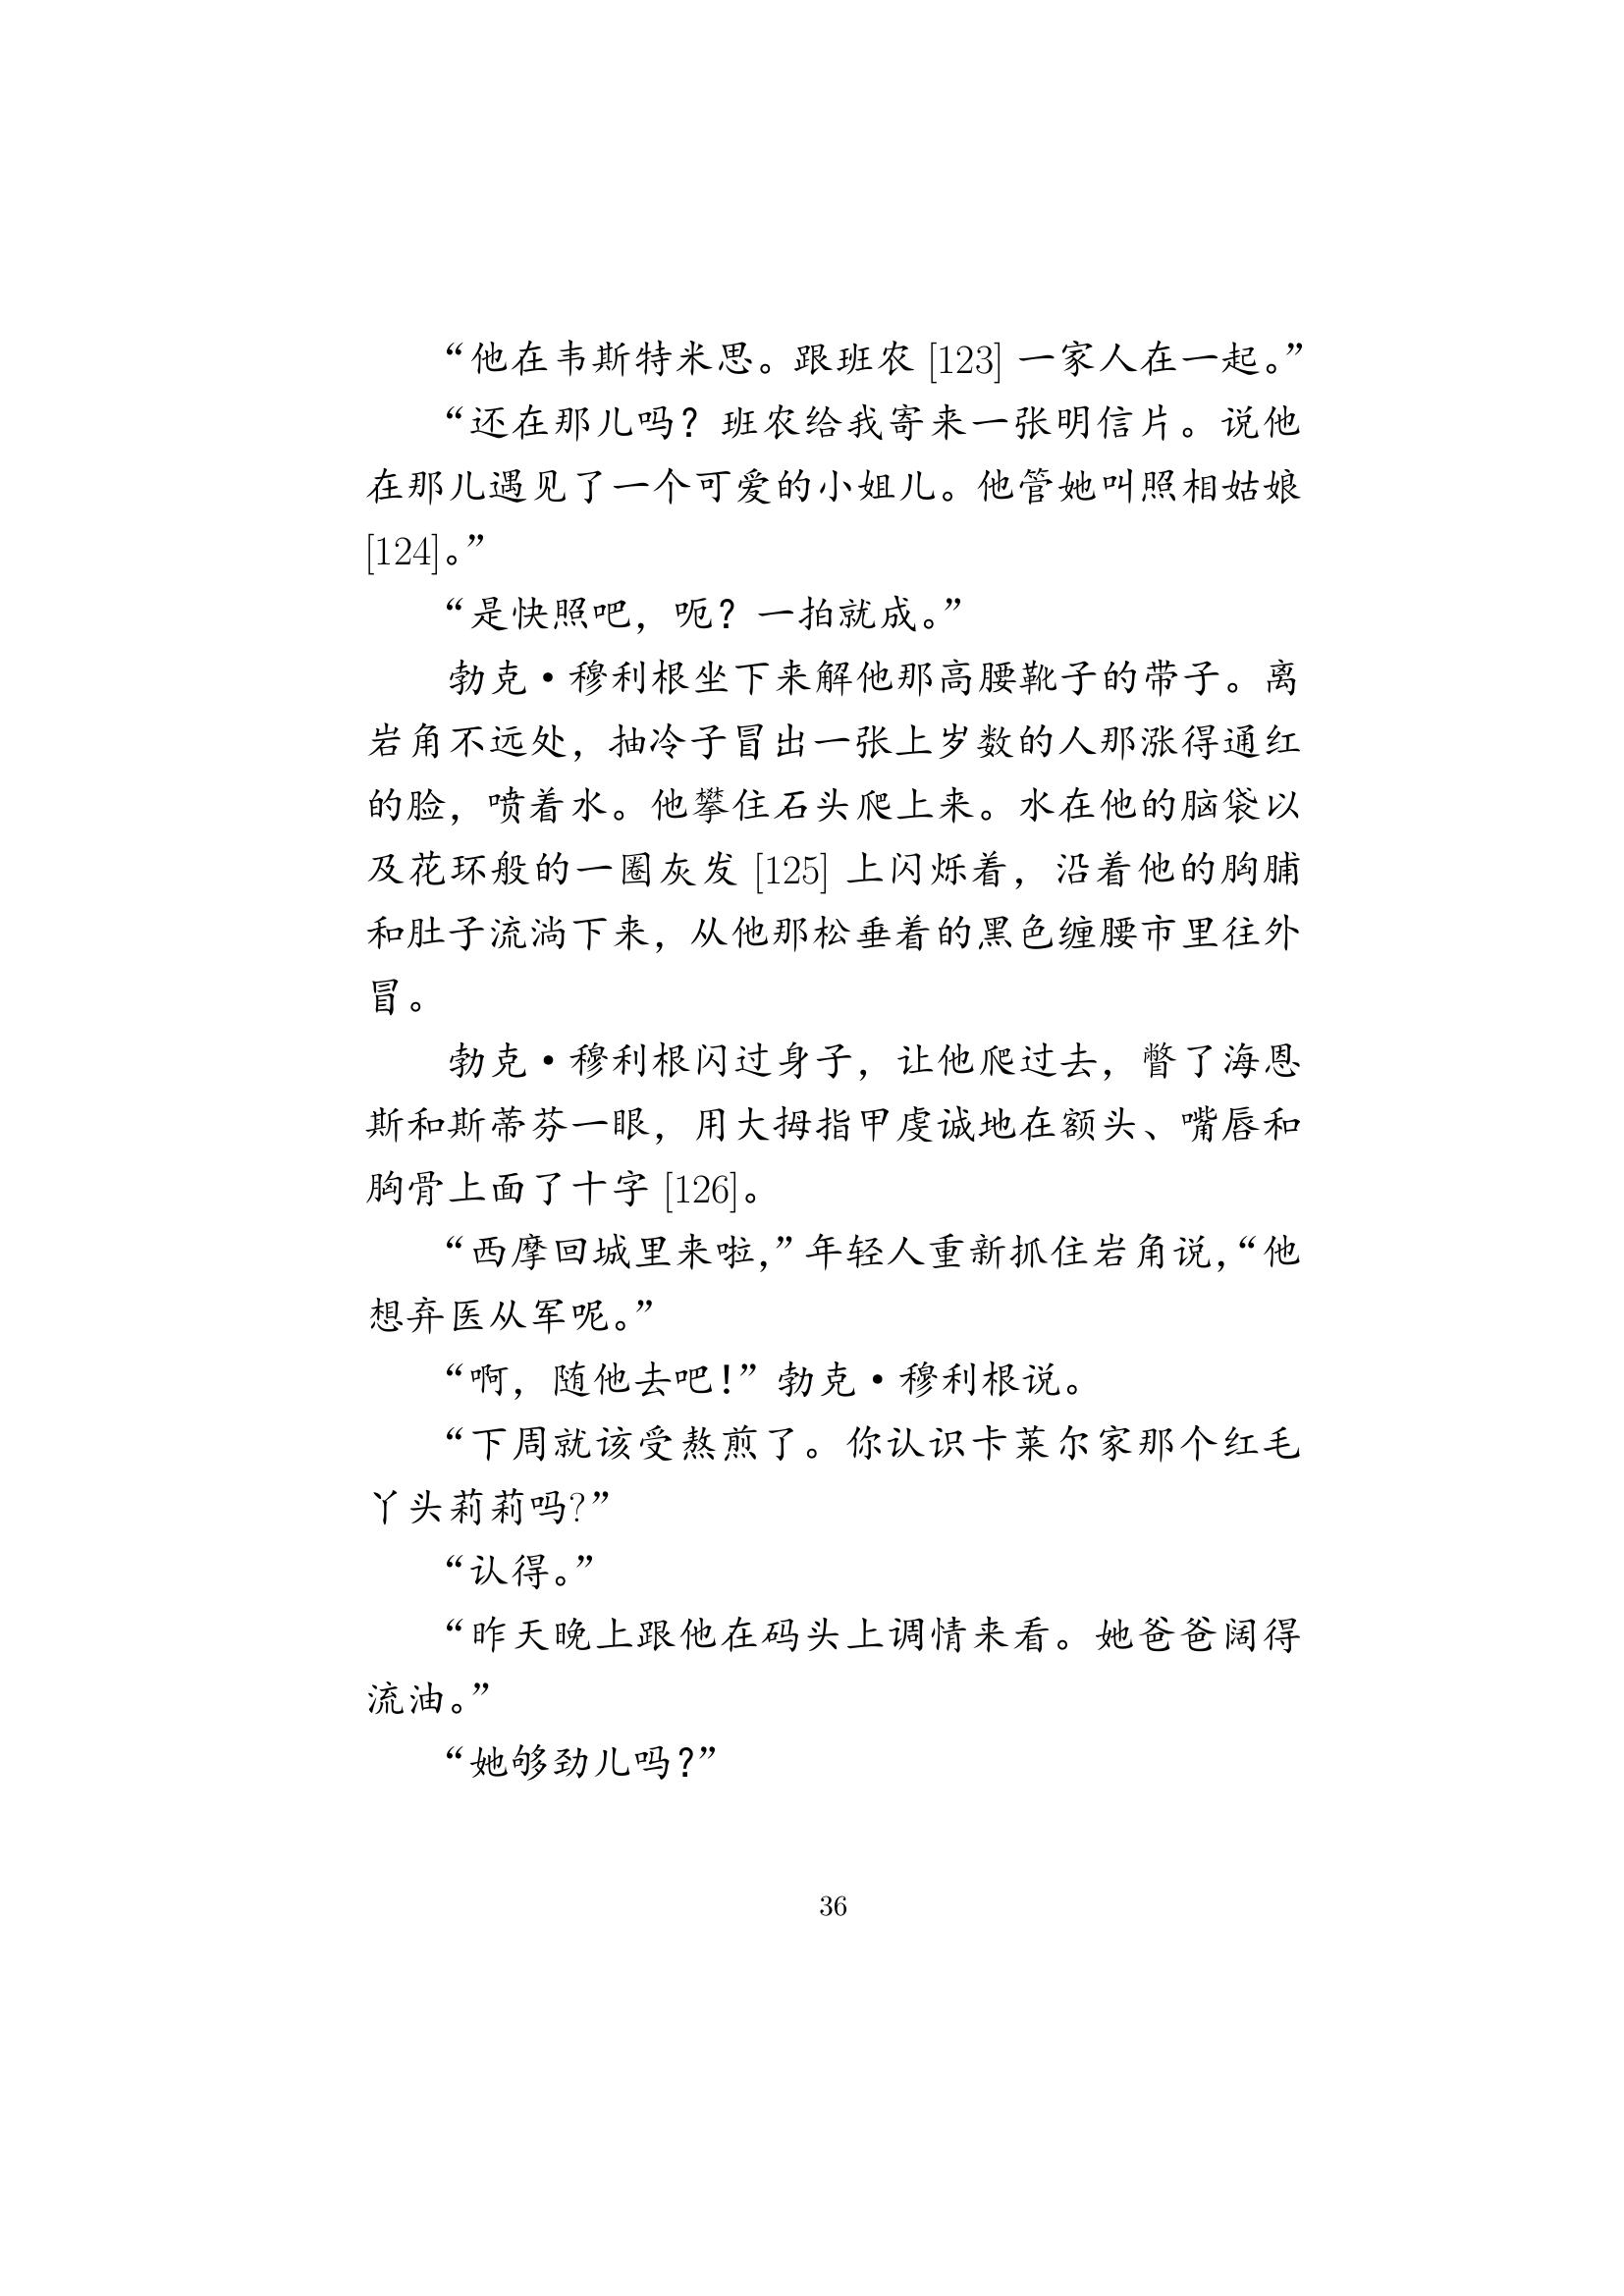 “他在韦斯特米思。跟班农 [123] 一家人在一起。”
“还在那儿吗？班农给我寄来一张明信片。说他
在那儿遇见了一个可爱的小姐儿。他管她叫照相姑娘
[124]。”
“是快照吧，呃？一拍就成。”
勃克·穆利根坐下来解他那高腰靴子的带子。离
岩角不远处，抽冷子冒出一张上岁数的人那涨得通红
的脸，喷着水。他攀住石头爬上来。水在他的脑袋以
及花环般的一圈灰发 [125] 上闪烁着，沿着他的胸脯
和肚子流淌下来，从他那松垂着的黑色缠腰市里往外
冒。
勃克·穆利根闪过身子，让他爬过去，瞥了海恩
斯和斯蒂芬一眼，用大拇指甲虔诚地在额头、嘴唇和
胸骨上面了十字 [126]。
“西摩回城里来啦，”年轻人重新抓住岩角说，“他
想弃医从军呢。”
“啊，随他去吧！”勃克·穆利根说。
“下周就该受熬煎了。你认识卡莱尔家那个红毛
丫头莉莉吗?”
“认得。”
“昨天晚上跟他在码头上调情来看。她爸爸阔得
流油。”
“她够劲儿吗？”
36